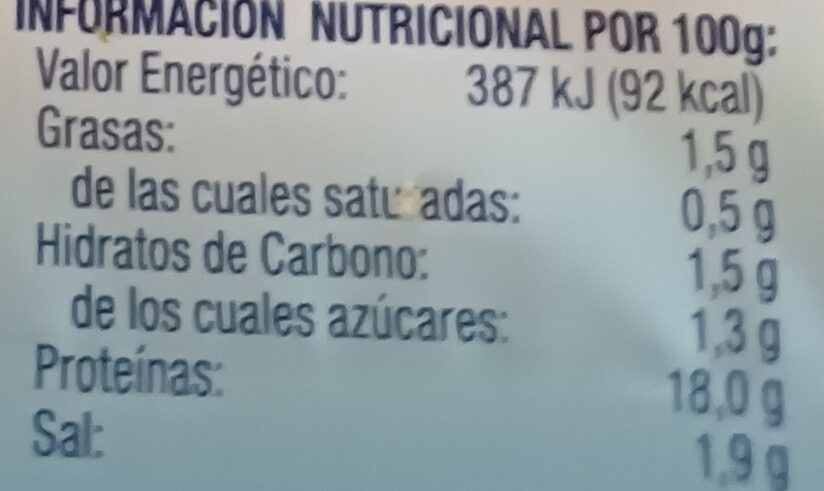 INFORMACIÓN NUTRICIONAL POR 100g:
Valor Energético: 387 kJ (92 kcal)
Grasas: 1,5 g
de las cuales saturadas: 0,5 g
Hidratos de Carbono: 1,5 g
de los cuales azúcares: 1,3 g
Proteínas: 18,0 g
Sal: 1,9 g